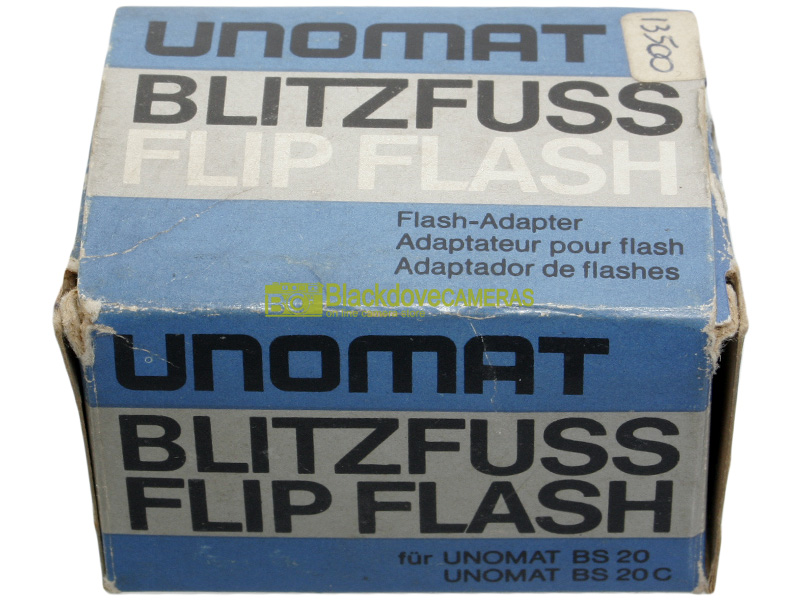 UNOMAT
13500
BLITZFUSS
FLIP FLASH
Flash-Adapter
Adaptateur pour flash
Adaptador de flashes
BlackdoveCAMERAS
UNOMAT
BLITZFUSS
FLIP FLASH
für UNOMAT BS 20
UNOMAT BS 20 C